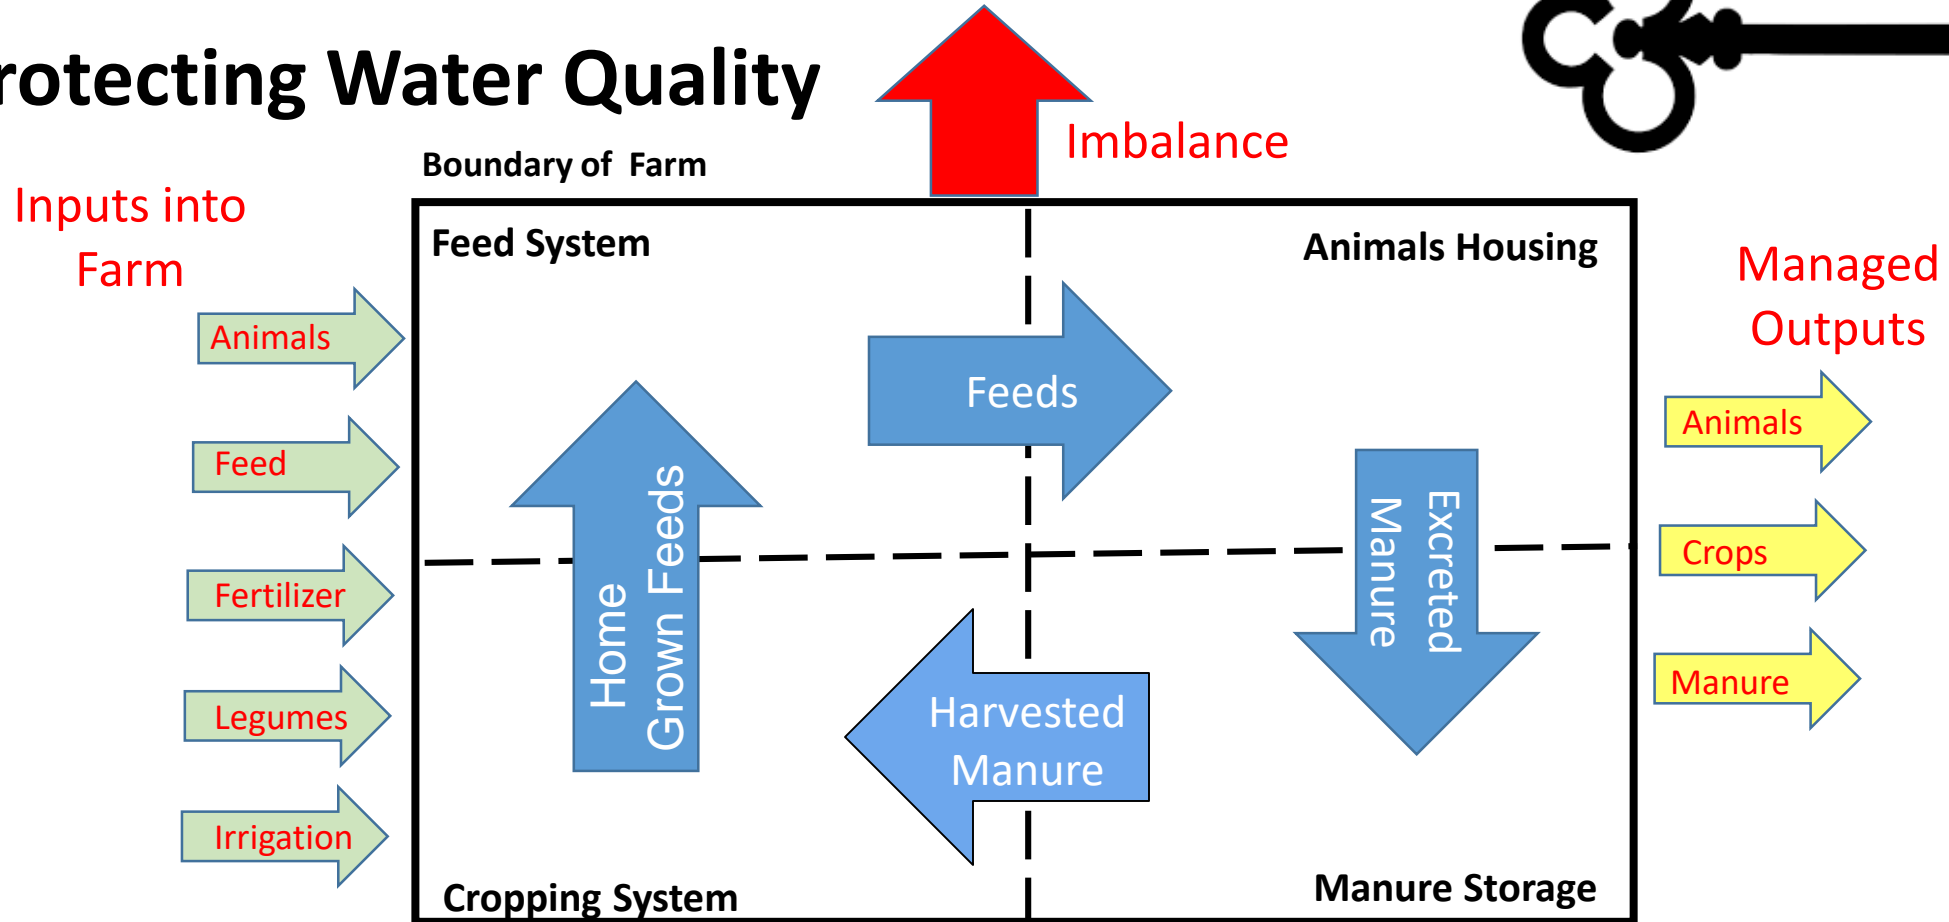 rotecting Water Quality
Imbalance
Boundary of Farm
Inputs into
Farm
Feed System
Animals Housing
Managed
Outputs
Animals
Feed
Fertilizer
Legumes
Irrigation
Feeds
Home
Grown Feeds
Excreted
Manure
Harvested
Manure
Animals
Crops
Manure
Cropping System
Manure Storage